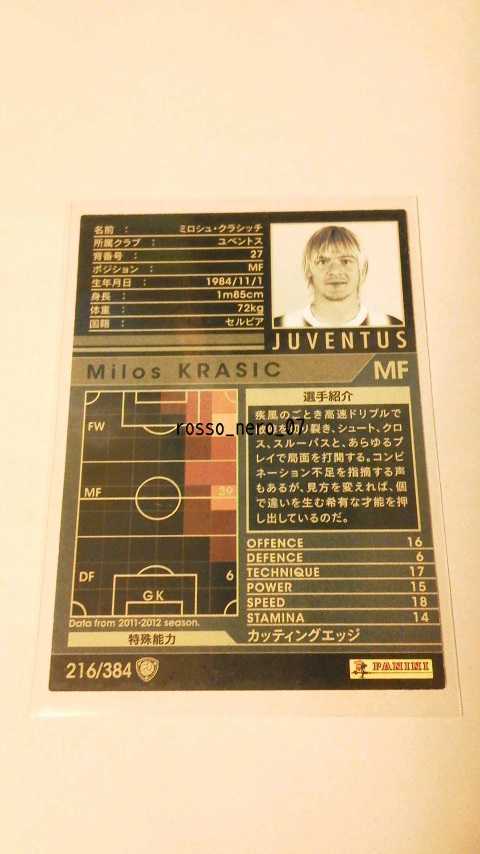 名前 : ミロシュ・クラシッチ
所属クラブ : ユベントス
背番号 : 27
ポジション : MF
生年月日 : 1984/11/1
身長 : 1m85cm
体重 : 72kg
国籍 : セルビア
JUVENTUS
Milos KRASIC MF
FW
MF 39
DF 6
GK
Data from 2011-2012 season.
選手紹介
疾風のごとき高速ドリブルで
を切り裂き、シュート、クロ
ス、スルーパスと、あらゆるプ
レイで局面を打開する。コンビ
ネーション不足を指摘する声
もあるが、見方を変えれば、個
で違いを生む希有な才能を押
し出しているのだ。
rosso_nero_07
OFFENCE 16
DEFENCE 6
TECHNIQUE 17
POWER 15
SPEED 18
STAMINA 14
特殊能力 カッティングエッジ
216/384
PANINI